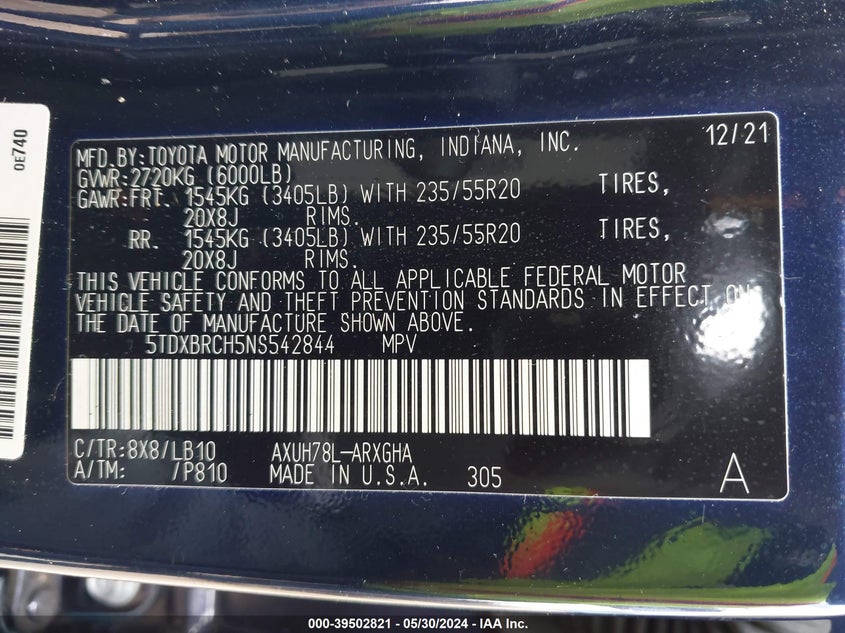 OE740
MFD.BY:TOYOTA MOTOR MANUFACTURING, INDIANA, INC. 12/21
GVWR:2720KG (6000LB)
GAWR:FRT. 1545KG (3405LB) WITH 235/55R20 TIRES,
20X8J RIMS.
RR. 1545KG (3405LB) WITH 235/55R20 TIRES,
20X8J RIMS.
THIS VEHICLE CONFORMS TO ALL APPLICABLE FEDERAL MOTOR
VEHICLE SAFETY AND THEFT PREVENTION STANDARDS IN EFFECT ON
THE DATE OF MANUFACTURE SHOWN ABOVE.
5TDXBRCH5NS542844 MPV
C/TR:8X8/LB10 AXUH78L-ARXGHA
A/TM: /P810 MADE IN U.S.A. 305 A
000-39502821 - 05/30/2024 - IAA Inc.